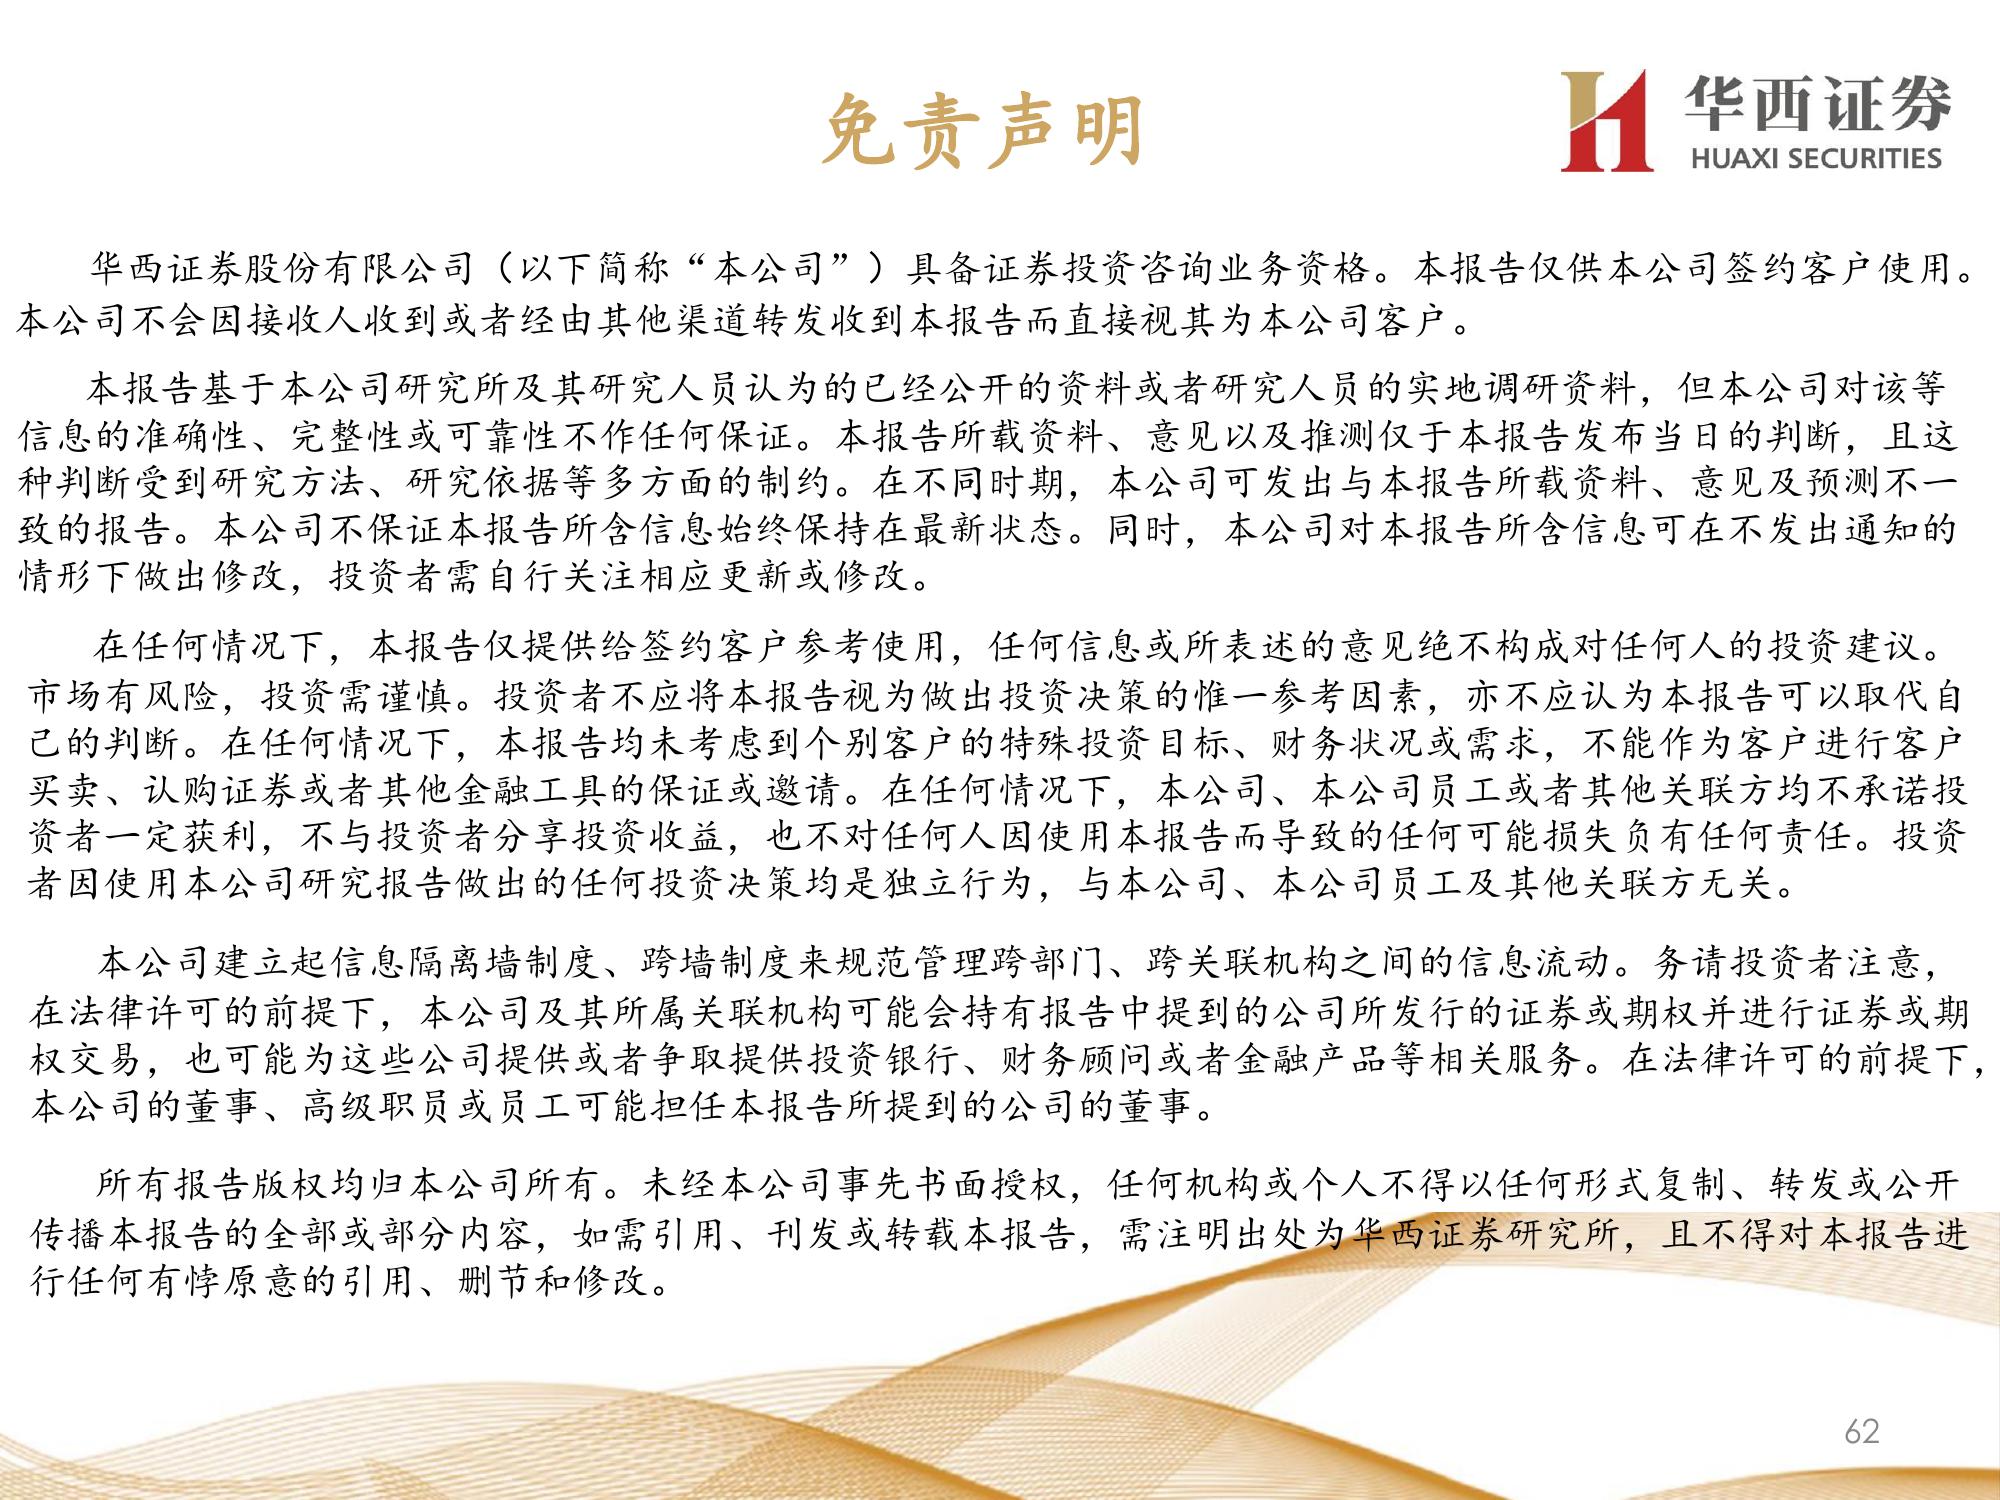 免责声明
华西证券
HUAXI SECURITIES
华西证券股份有限公司（以下简称“本公司”）具备证券投资咨询业务资格。本报告仅供本公司签约客户使用。
本公司不会因接收人收到或者经由其他渠道转发收到本报告而直接视其为本公司客户。
本报告基于本公司研究所及其研究人员认为的已经公开的资料或者研究人员的实地调研资料，但本公司对该等
信息的准确性、完整性或可靠性不作任何保证。本报告所载资料、意见以及推测仅于本报告发布当日的判断，且这
种判断受到研究方法、研究依据等多方面的制约。在不同时期，本公司可发出与本报告所载资料、意见及预测不一
致的报告。本公司不保证本报告所含信息始终保持在最新状态。同时，本公司对本报告所含信息可在不发出通知的
情形下做出修改，投资者需自行关注相应更新或修改。
在任何情况下，本报告仅提供给签约客户参考使用，任何信息或所表述的意见绝不构成对任何人的投资建议。
市场有风险，投资需谨慎。投资者不应将本报告视为做出投资决策的惟一参考因素，亦不应认为本报告可以取代自
己的判断。在任何情况下，本报告均未考虑到个别客户的特殊投资目标、财务状况或需求，不能作为客户进行客户
买卖、认购证券或者其他金融工具的保证或邀请。在任何情况下，本公司、本公司员工或者其他关联方均不承诺投
资者一定获利，不与投资者分享投资收益，也不对任何人因使用本报告而导致的任何可能损失负有任何责任。投资
者因使用本公司研究报告做出的任何投资决策均是独立行为，与本公司、本公司员工及其他关联方无关。
本公司建立起信息隔离墙制度、跨墙制度来规范管理跨部门、跨关联机构之间的信息流动。务请投资者注意，
在法律许可的前提下，本公司及其所属关联机构可能会持有报告中提到的公司所发行的证券或期权并进行证券或期
权交易，也可能为这些公司提供或者争取提供投资银行、财务顾问或者金融产品等相关服务。在法律许可的前提下，
本公司的董事、高级职员或员工可能担任本报告所提到的公司的董事。
所有报告版权均归本公司所有。未经本公司事先书面授权，任何机构或个人不得以任何形式复制、转发或公开
传播本报告的全部或部分内容，如需引用、刊发或转载本报告，需注明出处为华西证券研究所，且不得对本报告进
行任何有悖原意的引用、删节和修改。
62